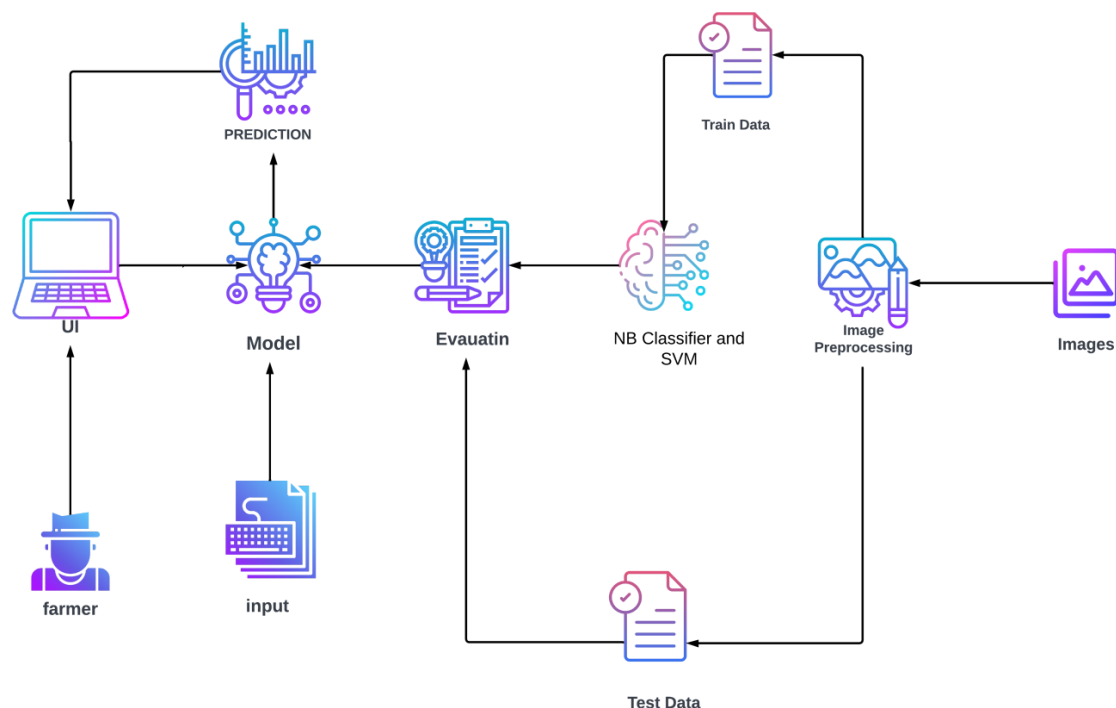 Train Data
PREDICTION
UI
Model
Evauatin
NB Classifier and
SVM
Image
Preprocessing
Images
farmer
input
Test Data